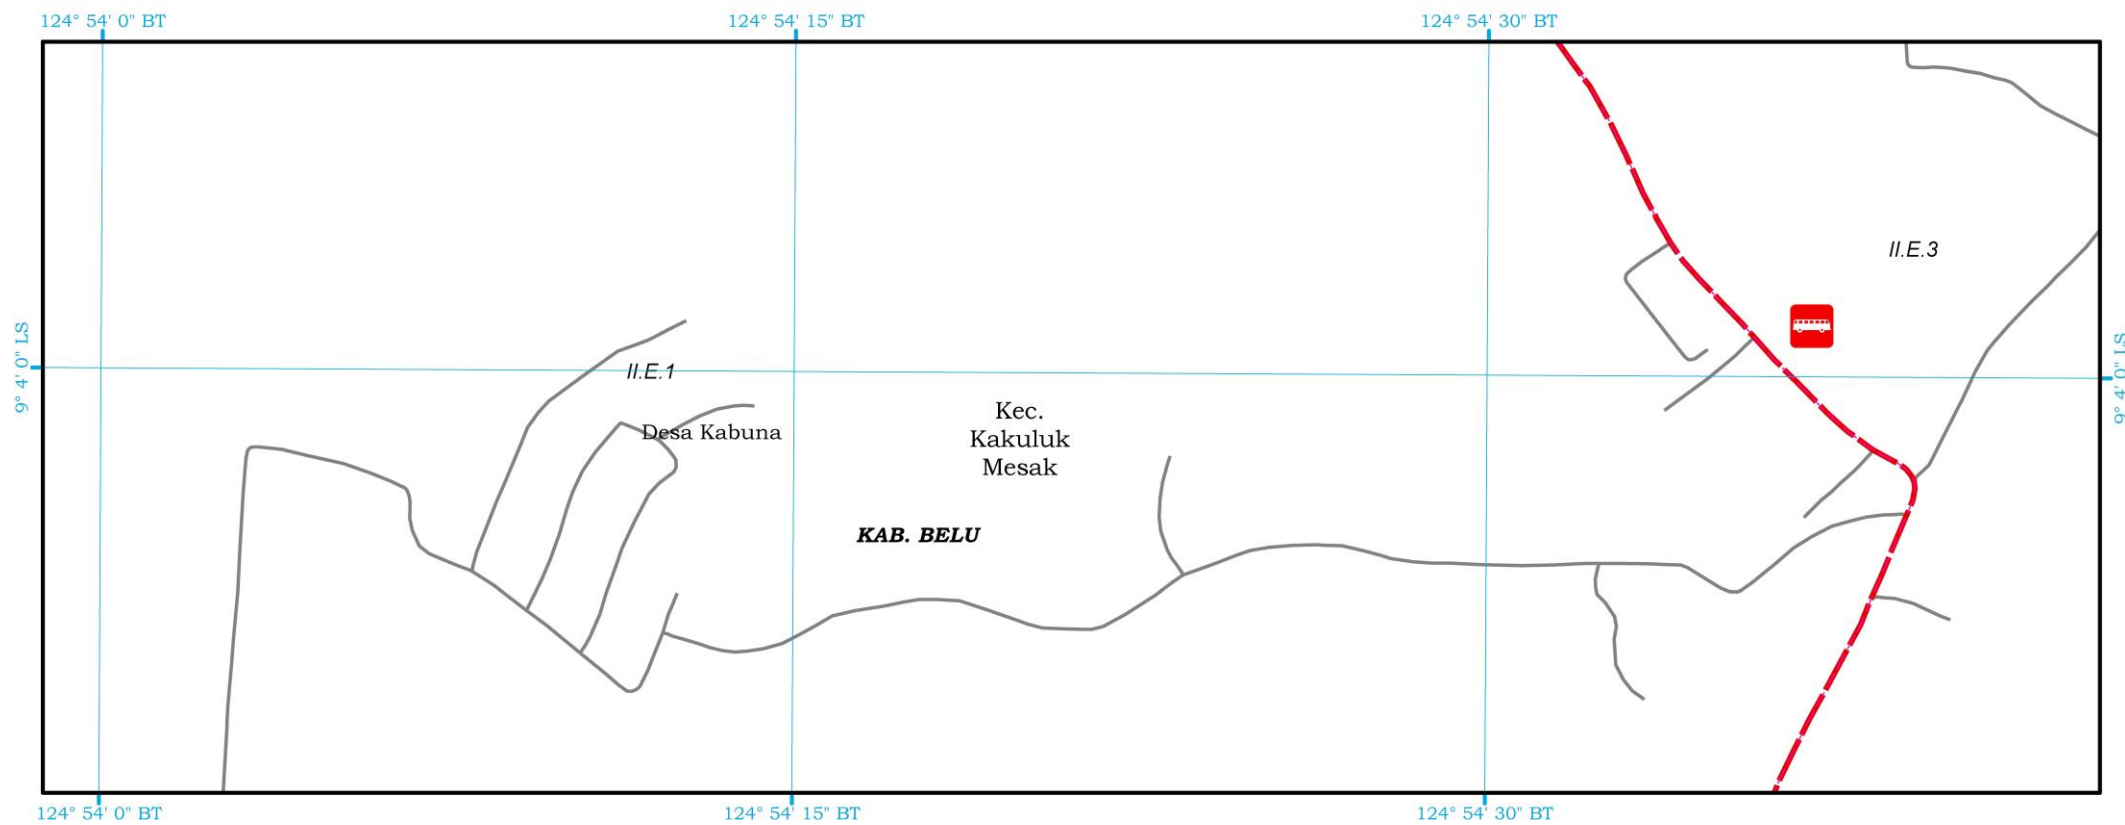 124° 54' 0" BT
124° 54' 15" BT
124° 54' 30" BT
II.E.3
9° 4' 0" LS
9° 4' 0" LS
II.E.1
Desa Kabuna
Kec.
Kakuluk
Mesak
KAB. BELU
124° 54' 0" BT
124° 54' 15" BT
124° 54' 30" BT